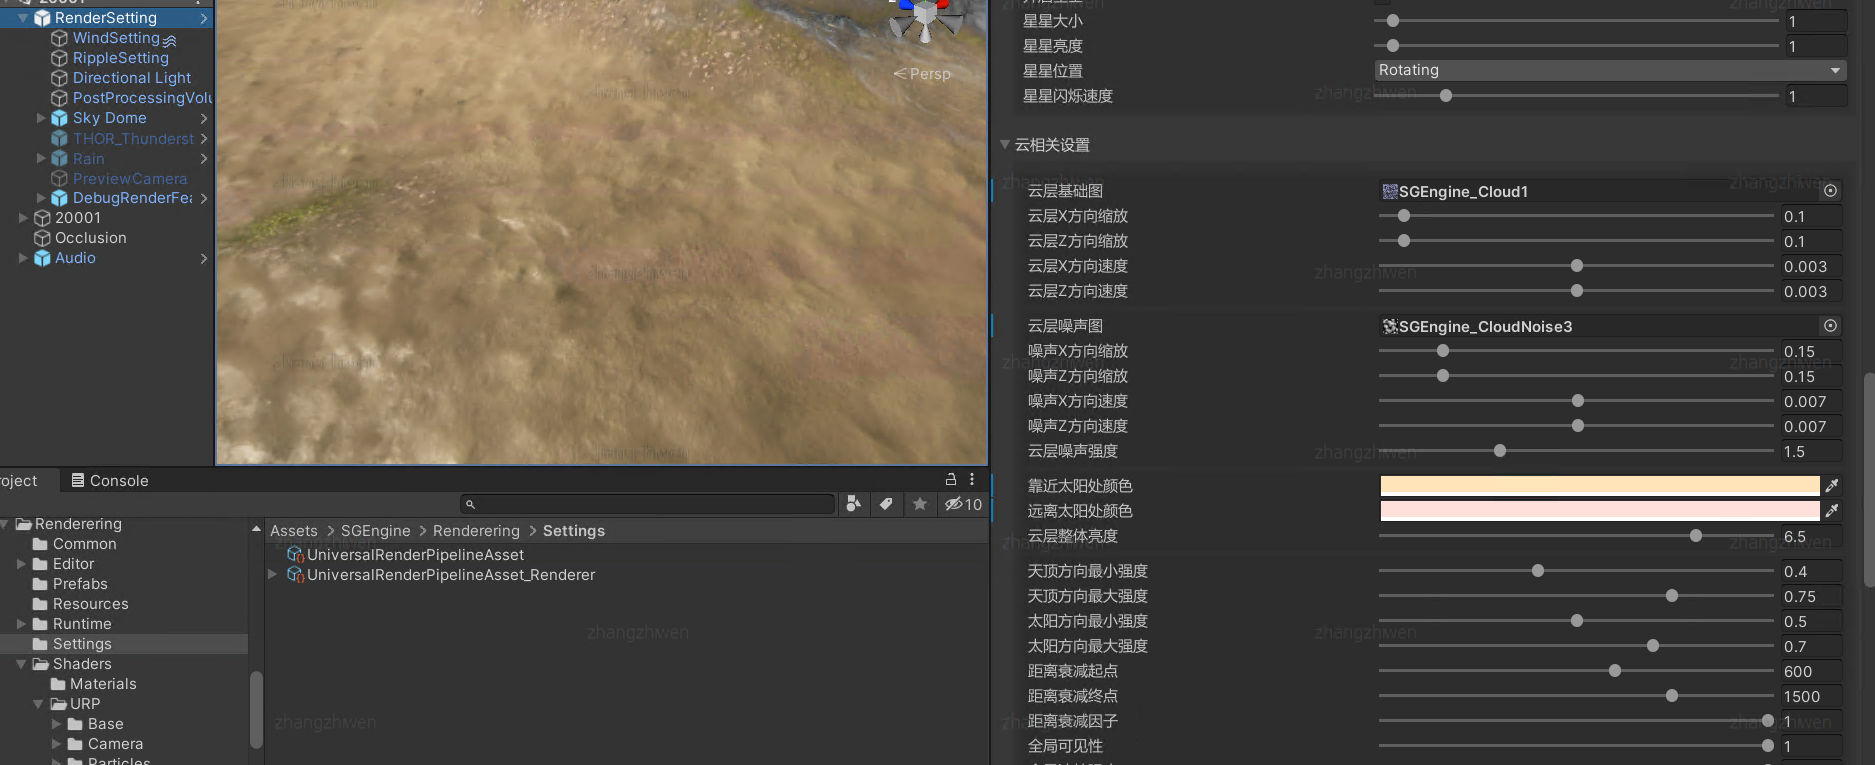 RenderSetting
WindSetting
RippleSetting
Directional Light
PostProcessingVolu
Sky Dome
THOR_Thunderst
Rain
PreviewCamera
DebugRenderFea
20001
Occlusion
Audio
Persp
星星大小 1
星星亮度 1
星星位置 Rotating
星星闪烁速度 1
云相关设置
云层基础图 SGEngine_Cloud1
云层X方向缩放 0.1
云层Z方向缩放 0.1
云层X方向速度 0.003
云层Z方向速度 0.003
云层噪声图 SGEngine_CloudNoise3
噪声X方向缩放 0.15
噪声Z方向缩放 0.15
噪声X方向速度 0.007
噪声Z方向速度 0.007
云层噪声强度 1.5
靠近太阳处颜色
远离太阳处颜色
云层整体亮度 6.5
天顶方向最小强度 0.4
天顶方向最大强度 0.75
太阳方向最小强度 0.5
太阳方向最大强度 0.7
距离衰减起点 600
距离衰减终点 1500
距离衰减因子 1
全局可见性 1
oject
Console
10
Renderering
Common
Editor
Prefabs
Resources
Runtime
Settings
Shaders
Materials
URP
Base
Camera
Particles
Assets > SGEngine > Renderering > Settings
UniversalRenderPipelineAsset
UniversalRenderPipelineAsset_Renderer
zhangzhiwen
zhangzhiwen
zhangzhiwen
zhangzhiwen
zhangzhiwen
zhangzhiwen